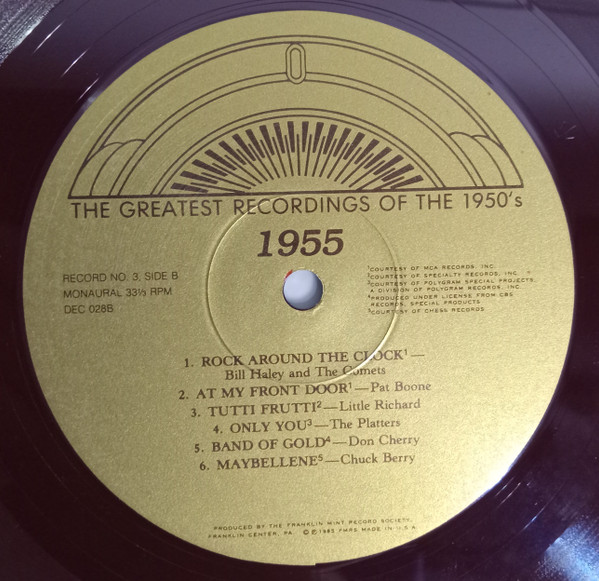 THE GREATEST RECORDINGS OF THE 1950's
1955
RECORD NO. 3, SIDE B
MONAURAL 33⅓ RPM
DEC 028B
¹COURTESY OF MCA RECORDS, INC.
²COURTESY OF SPECIALTY RECORDS, INC.
³COURTESY OF POLYGRAM SPECIAL PROJECTS,
A DIVISION OF POLYGRAM RECORDS, INC.
⁴PRODUCED UNDER LICENSE FROM CBS
RECORDS, SPECIAL PRODUCTS
⁵COURTESY OF CHESS RECORDS
1. ROCK AROUND THE CLOCK¹—
Bill Haley and The Comets
2. AT MY FRONT DOOR¹—Pat Boone
3. TUTTI FRUTTI²—Little Richard
4. ONLY YOU³—The Platters
5. BAND OF GOLD⁴—Don Cherry
6. MAYBELLENE⁵—Chuck Berry
PRODUCED BY THE FRANKLIN MINT RECORD SOCIETY,
FRANKLIN CENTER, PA. © ℗ 1983 FMRS MADE IN U.S.A.